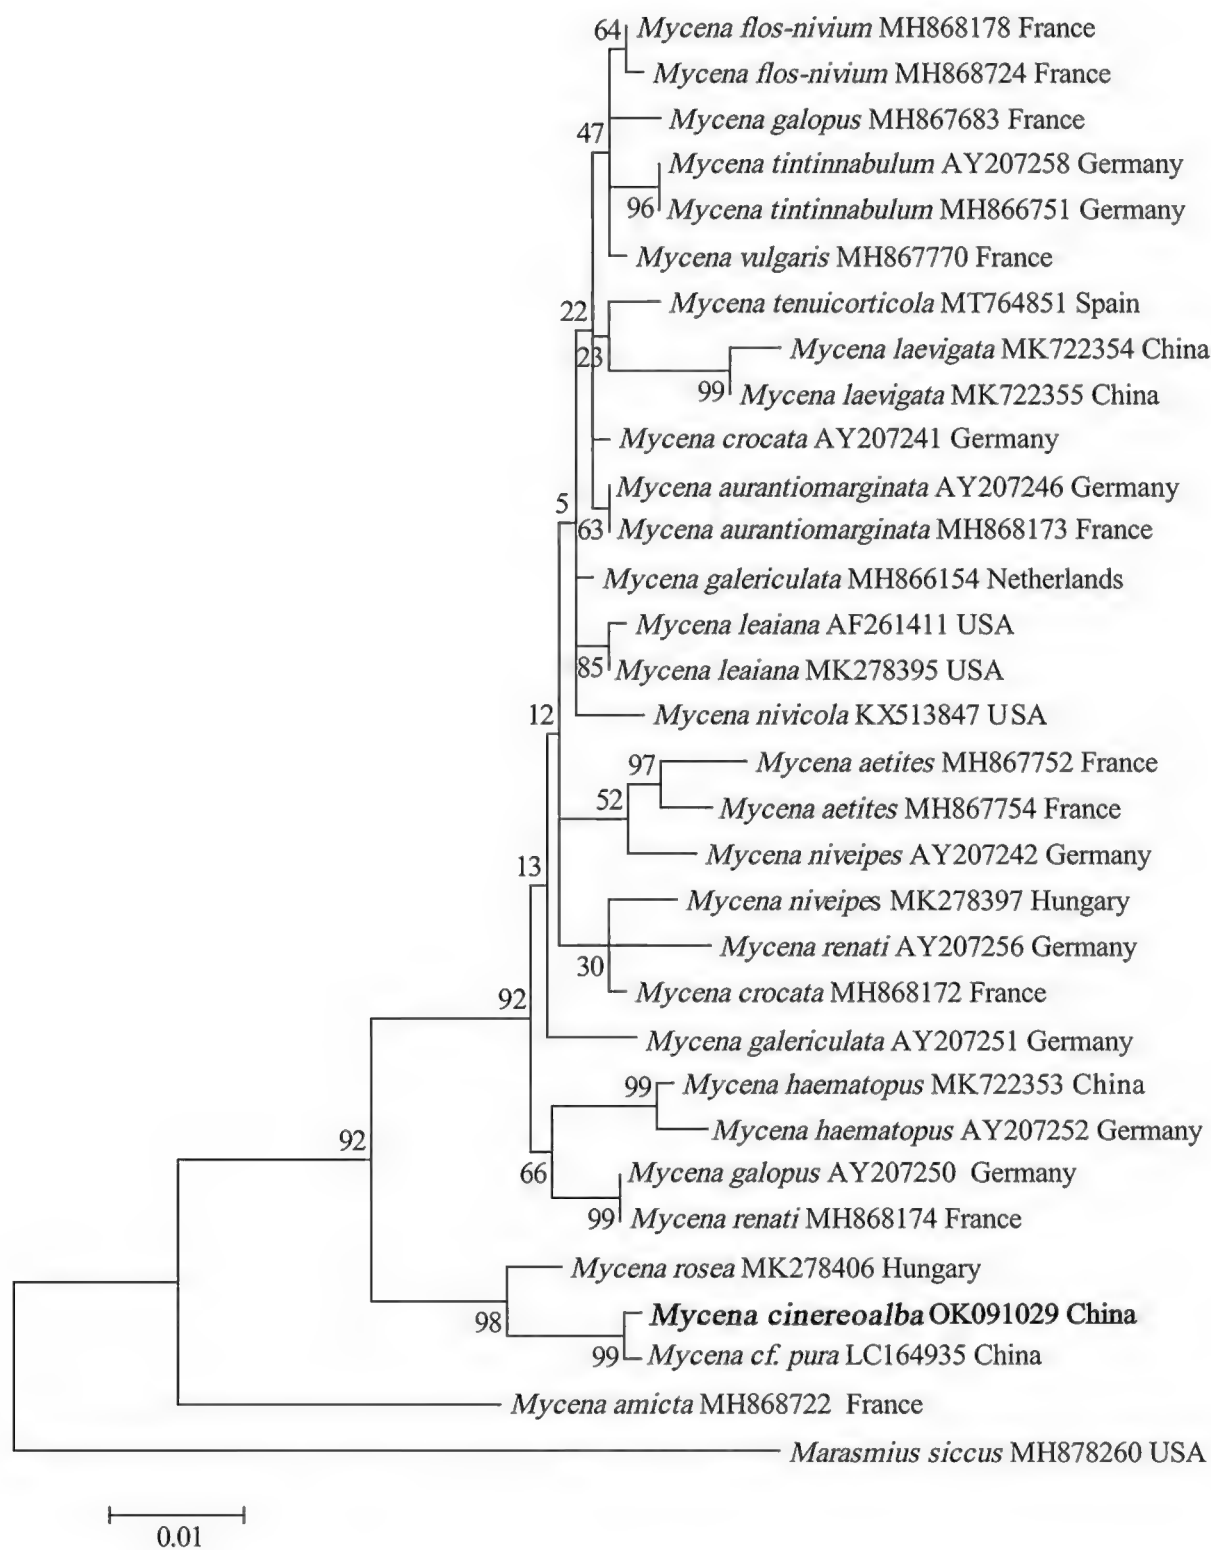 64 Mycena flos-nivium MH868178 France
Mycena flos-nivium MH868724 France
Mycena galopus MH867683 France
47
Mycena tintinnabulum AY207258 Germany
96 Mycena tintinnabulum MH866751 Germany
Mycena vulgaris MH867770 France
Mycena tenuicorticola MT764851 Spain
22
23
Mycena laevigata MK722354 China
99 Mycena laevigata MK722355 China
Mycena crocata AY207241 Germany
Mycena aurantiomarginata AY207246 Germany
5
63 Mycena aurantiomarginata MH868173 France
Mycena galericulata MH866154 Netherlands
Mycena leaiana AF261411 USA
85 Mycena leaiana MK278395 USA
12
Mycena nivicola KX513847 USA
97 Mycena aetites MH867752 France
52
Mycena aetites MH867754 France
Mycena niveipes AY207242 Germany
13
Mycena niveipes MK278397 Hungary
Mycena renati AY207256 Germany
30
Mycena crocata MH868172 France
92
Mycena galericulata AY207251 Germany
99 Mycena haematopus MK722353 China
Mycena haematopus AY207252 Germany
92
66
Mycena galopus AY207250 Germany
99 Mycena renati MH868174 France
Mycena rosea MK278406 Hungary
98
Mycena cinereoalba OK091029 China
99 Mycena cf. pura LC164935 China
Mycena amicta MH868722 France
Marasmius siccus MH878260 USA
0.01